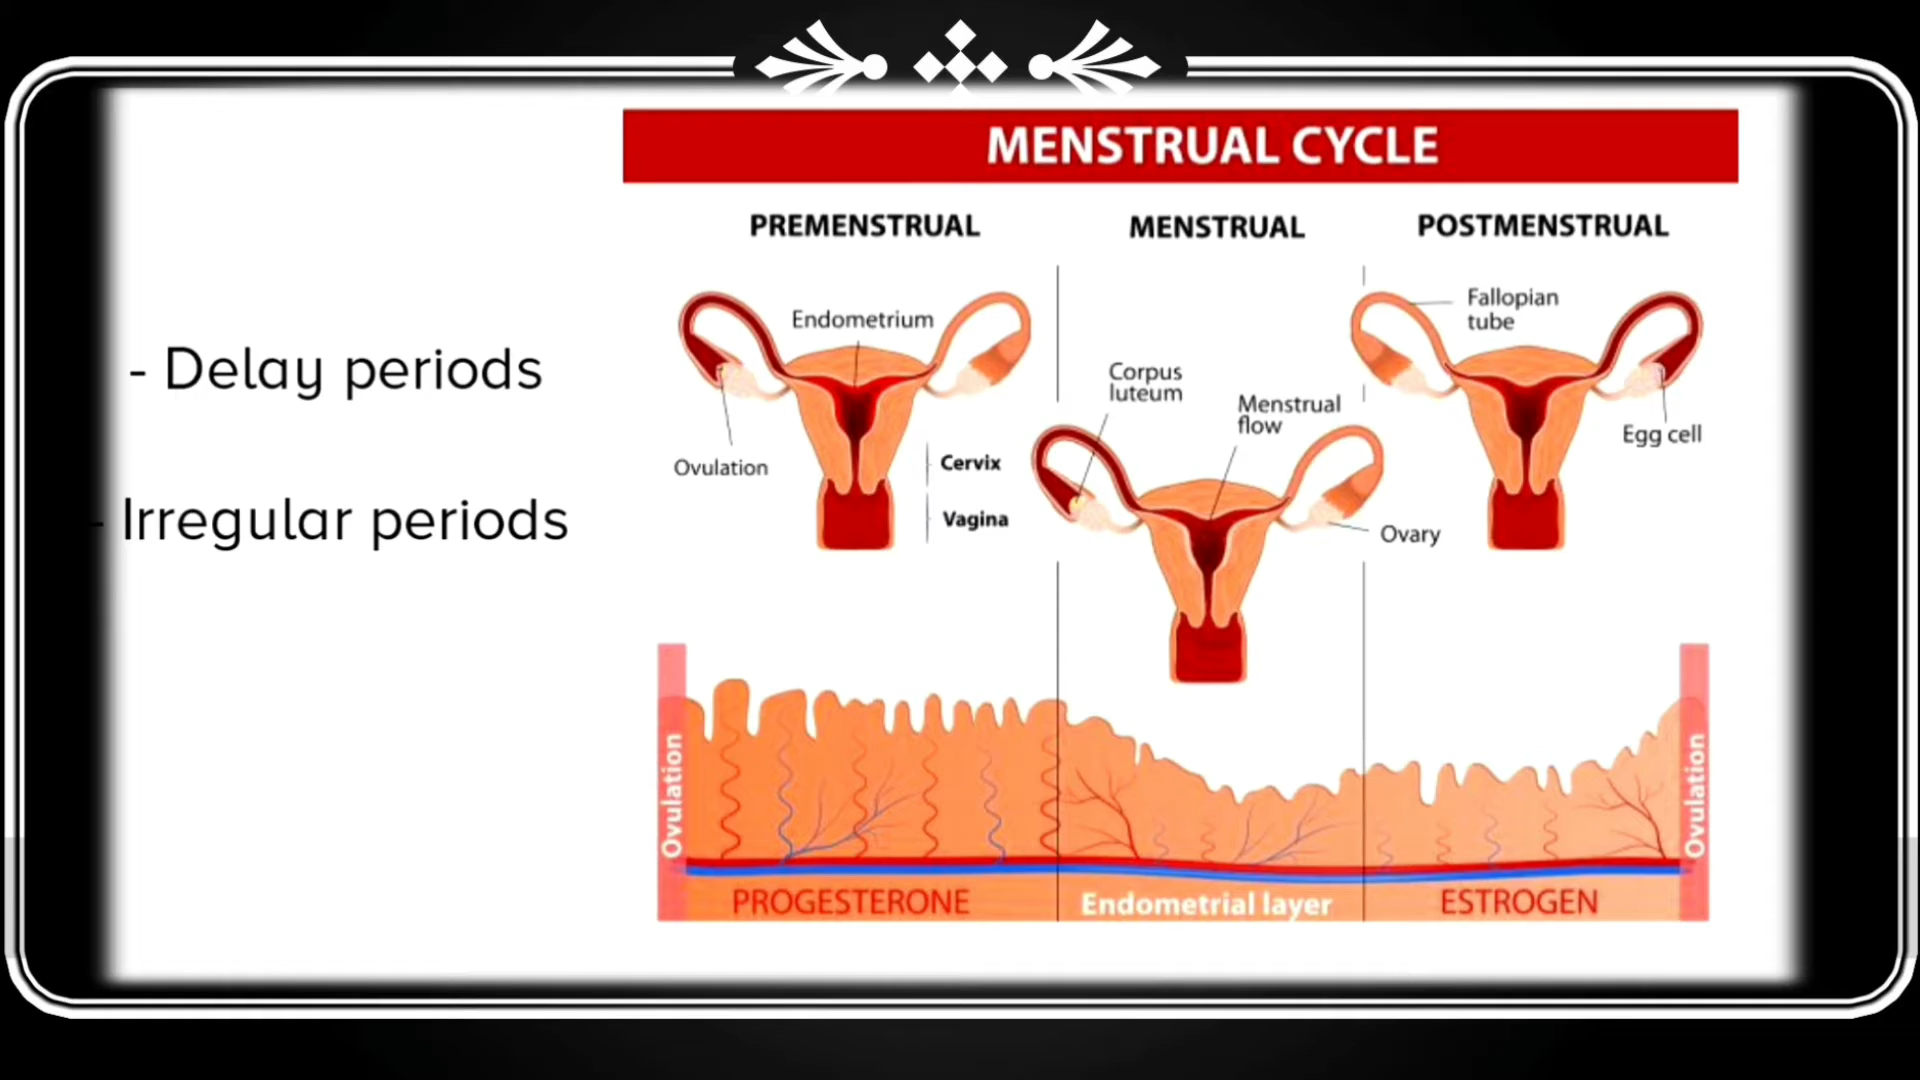 MENSTRUAL CYCLE
PREMENSTRUAL
MENSTRUAL
POSTMENSTRUAL
- Delay periods
- Irregular periods
Endometrium
Ovulation
Cervix
Vagina
Corpus
luteum
Menstrual
flow
Ovary
Fallopian
tube
Egg cell
Ovulation
Ovulation
PROGESTERONE
Endometrial layer
ESTROGEN